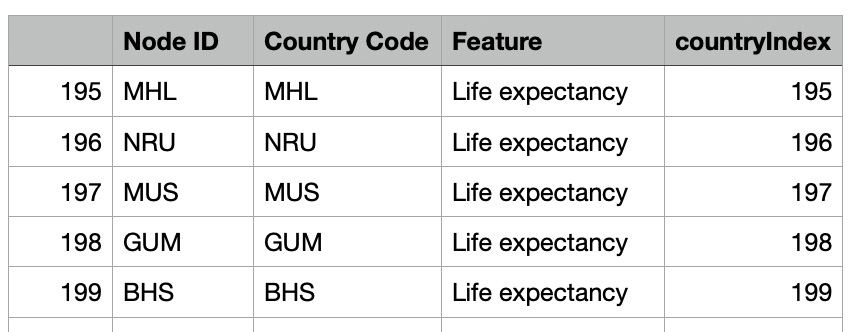 Node ID Country Code Feature countryIndex
195 MHL MHL Life expectancy 195
196 NRU NRU Life expectancy 196
197 MUS MUS Life expectancy 197
198 GUM GUM Life expectancy 198
199 BHS BHS Life expectancy 199